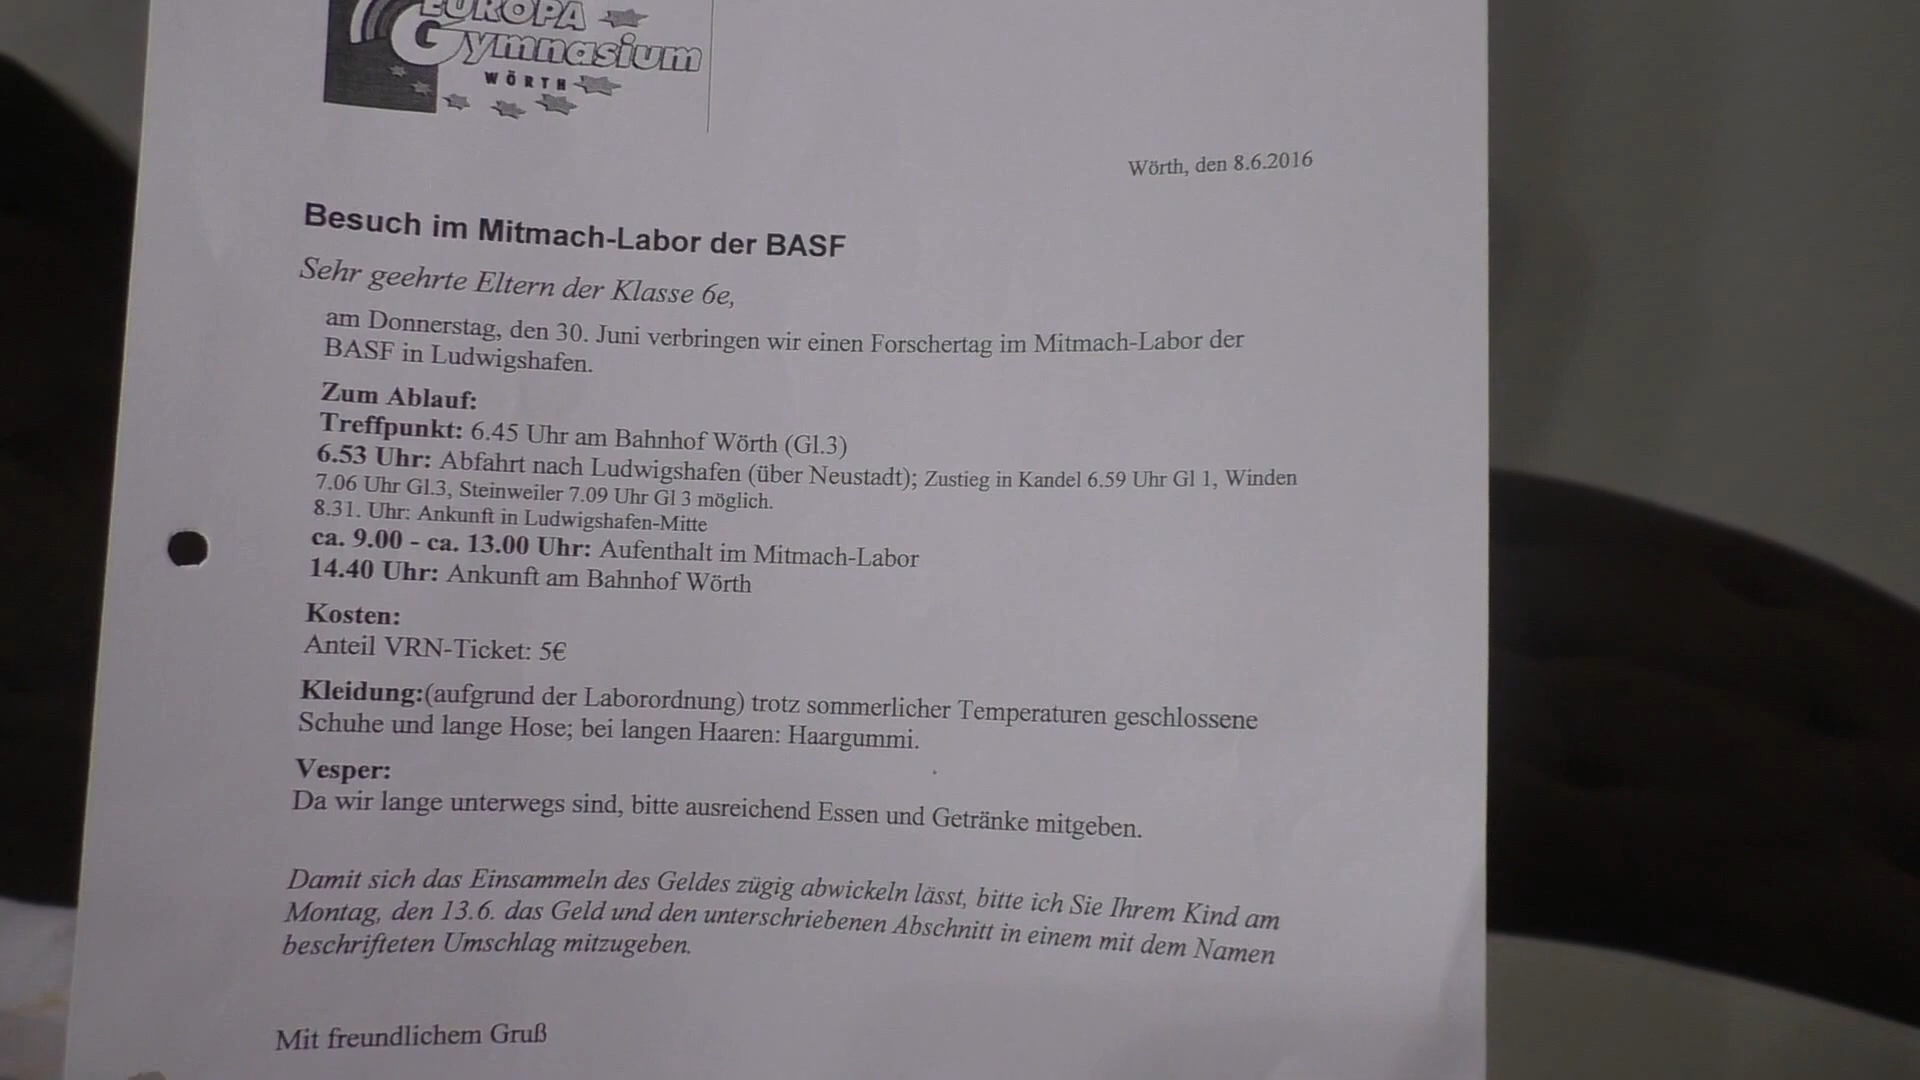 EUROPA
Gymnasium
WÖRTH
Wörth, den 8.6.2016
Besuch im Mitmach-Labor der BASF
Sehr geehrte Eltern der Klasse 6e,
am Donnerstag, den 30. Juni verbringen wir einen Forschertag im Mitmach-Labor der
BASF in Ludwigshafen.
Zum Ablauf:
Treffpunkt: 6.45 Uhr am Bahnhof Wörth (Gl.3)
6.53 Uhr: Abfahrt nach Ludwigshafen (über Neustadt); Zustieg in Kandel 6.59 Uhr Gl 1, Winden
7.06 Uhr Gl.3, Steinweiler 7.09 Uhr Gl 3 möglich.
8.31. Uhr: Ankunft in Ludwigshafen-Mitte
ca. 9.00 - ca. 13.00 Uhr: Aufenthalt im Mitmach-Labor
14.40 Uhr: Ankunft am Bahnhof Wörth
Kosten:
Anteil VRN-Ticket: 5€
Kleidung:(aufgrund der Laborordnung) trotz sommerlicher Temperaturen geschlossene
Schuhe und lange Hose; bei langen Haaren: Haargummi.
Vesper:
Da wir lange unterwegs sind, bitte ausreichend Essen und Getränke mitgeben.
Damit sich das Einsammeln des Geldes zügig abwickeln lässt, bitte ich Sie Ihrem Kind am
Montag, den 13.6. das Geld und den unterschriebenen Abschnitt in einem mit dem Namen
beschrifteten Umschlag mitzugeben.
Mit freundlichem Gruß